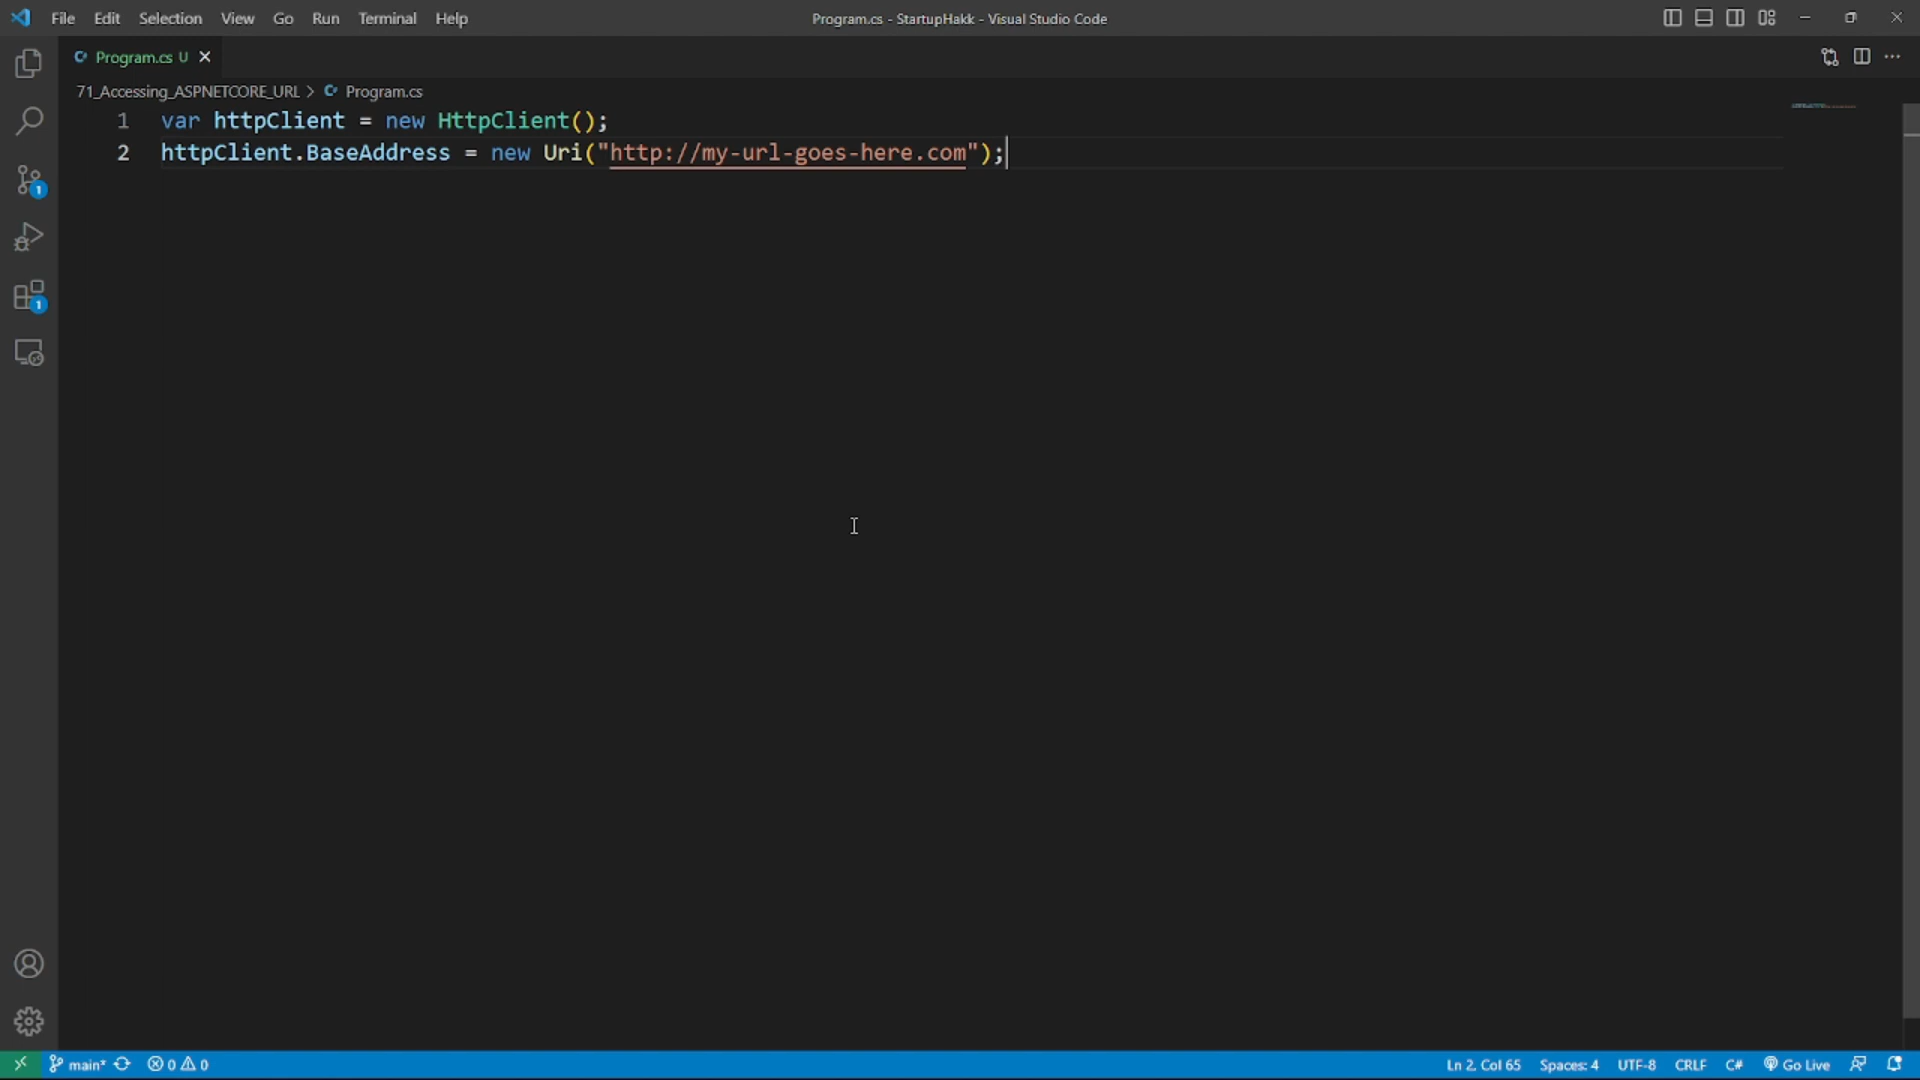 File Edit Selection View Go Run Terminal Help
Program.cs - StartupHakk - Visual Studio Code
Program.cs U
71_Accessing_ASPNETCORE_URL > Program.cs
1 var httpClient = new HttpClient();
2 httpClient.BaseAddress = new Uri("http://my-url-goes-here.com");
1
1
main* 0 0
Ln 2, Col 65 Spaces: 4 UTF-8 CRLF C# Go Live